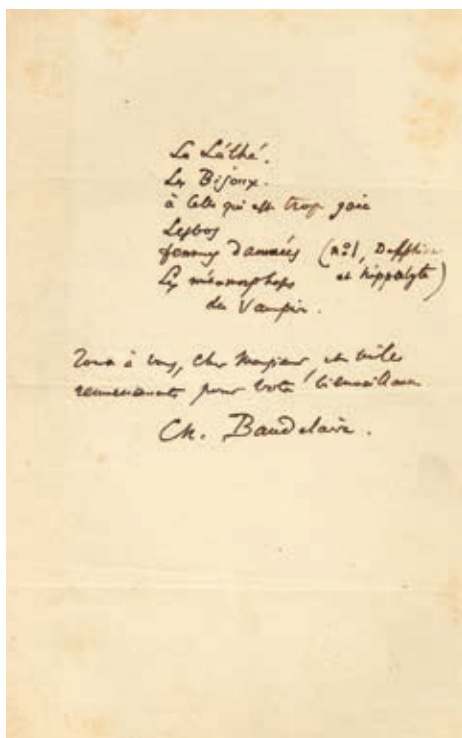 Le Léthé.
Les Bijoux.
à Celle qui est trop gaie
Lesbos
femmes damnées (n°1, Delphine
Les métamorphoses et hippolyte)
du Vampire.
Tout à vous, cher Monsieur, et mille
remerciements pour votre bienveillance
Ch. Baudelaire.